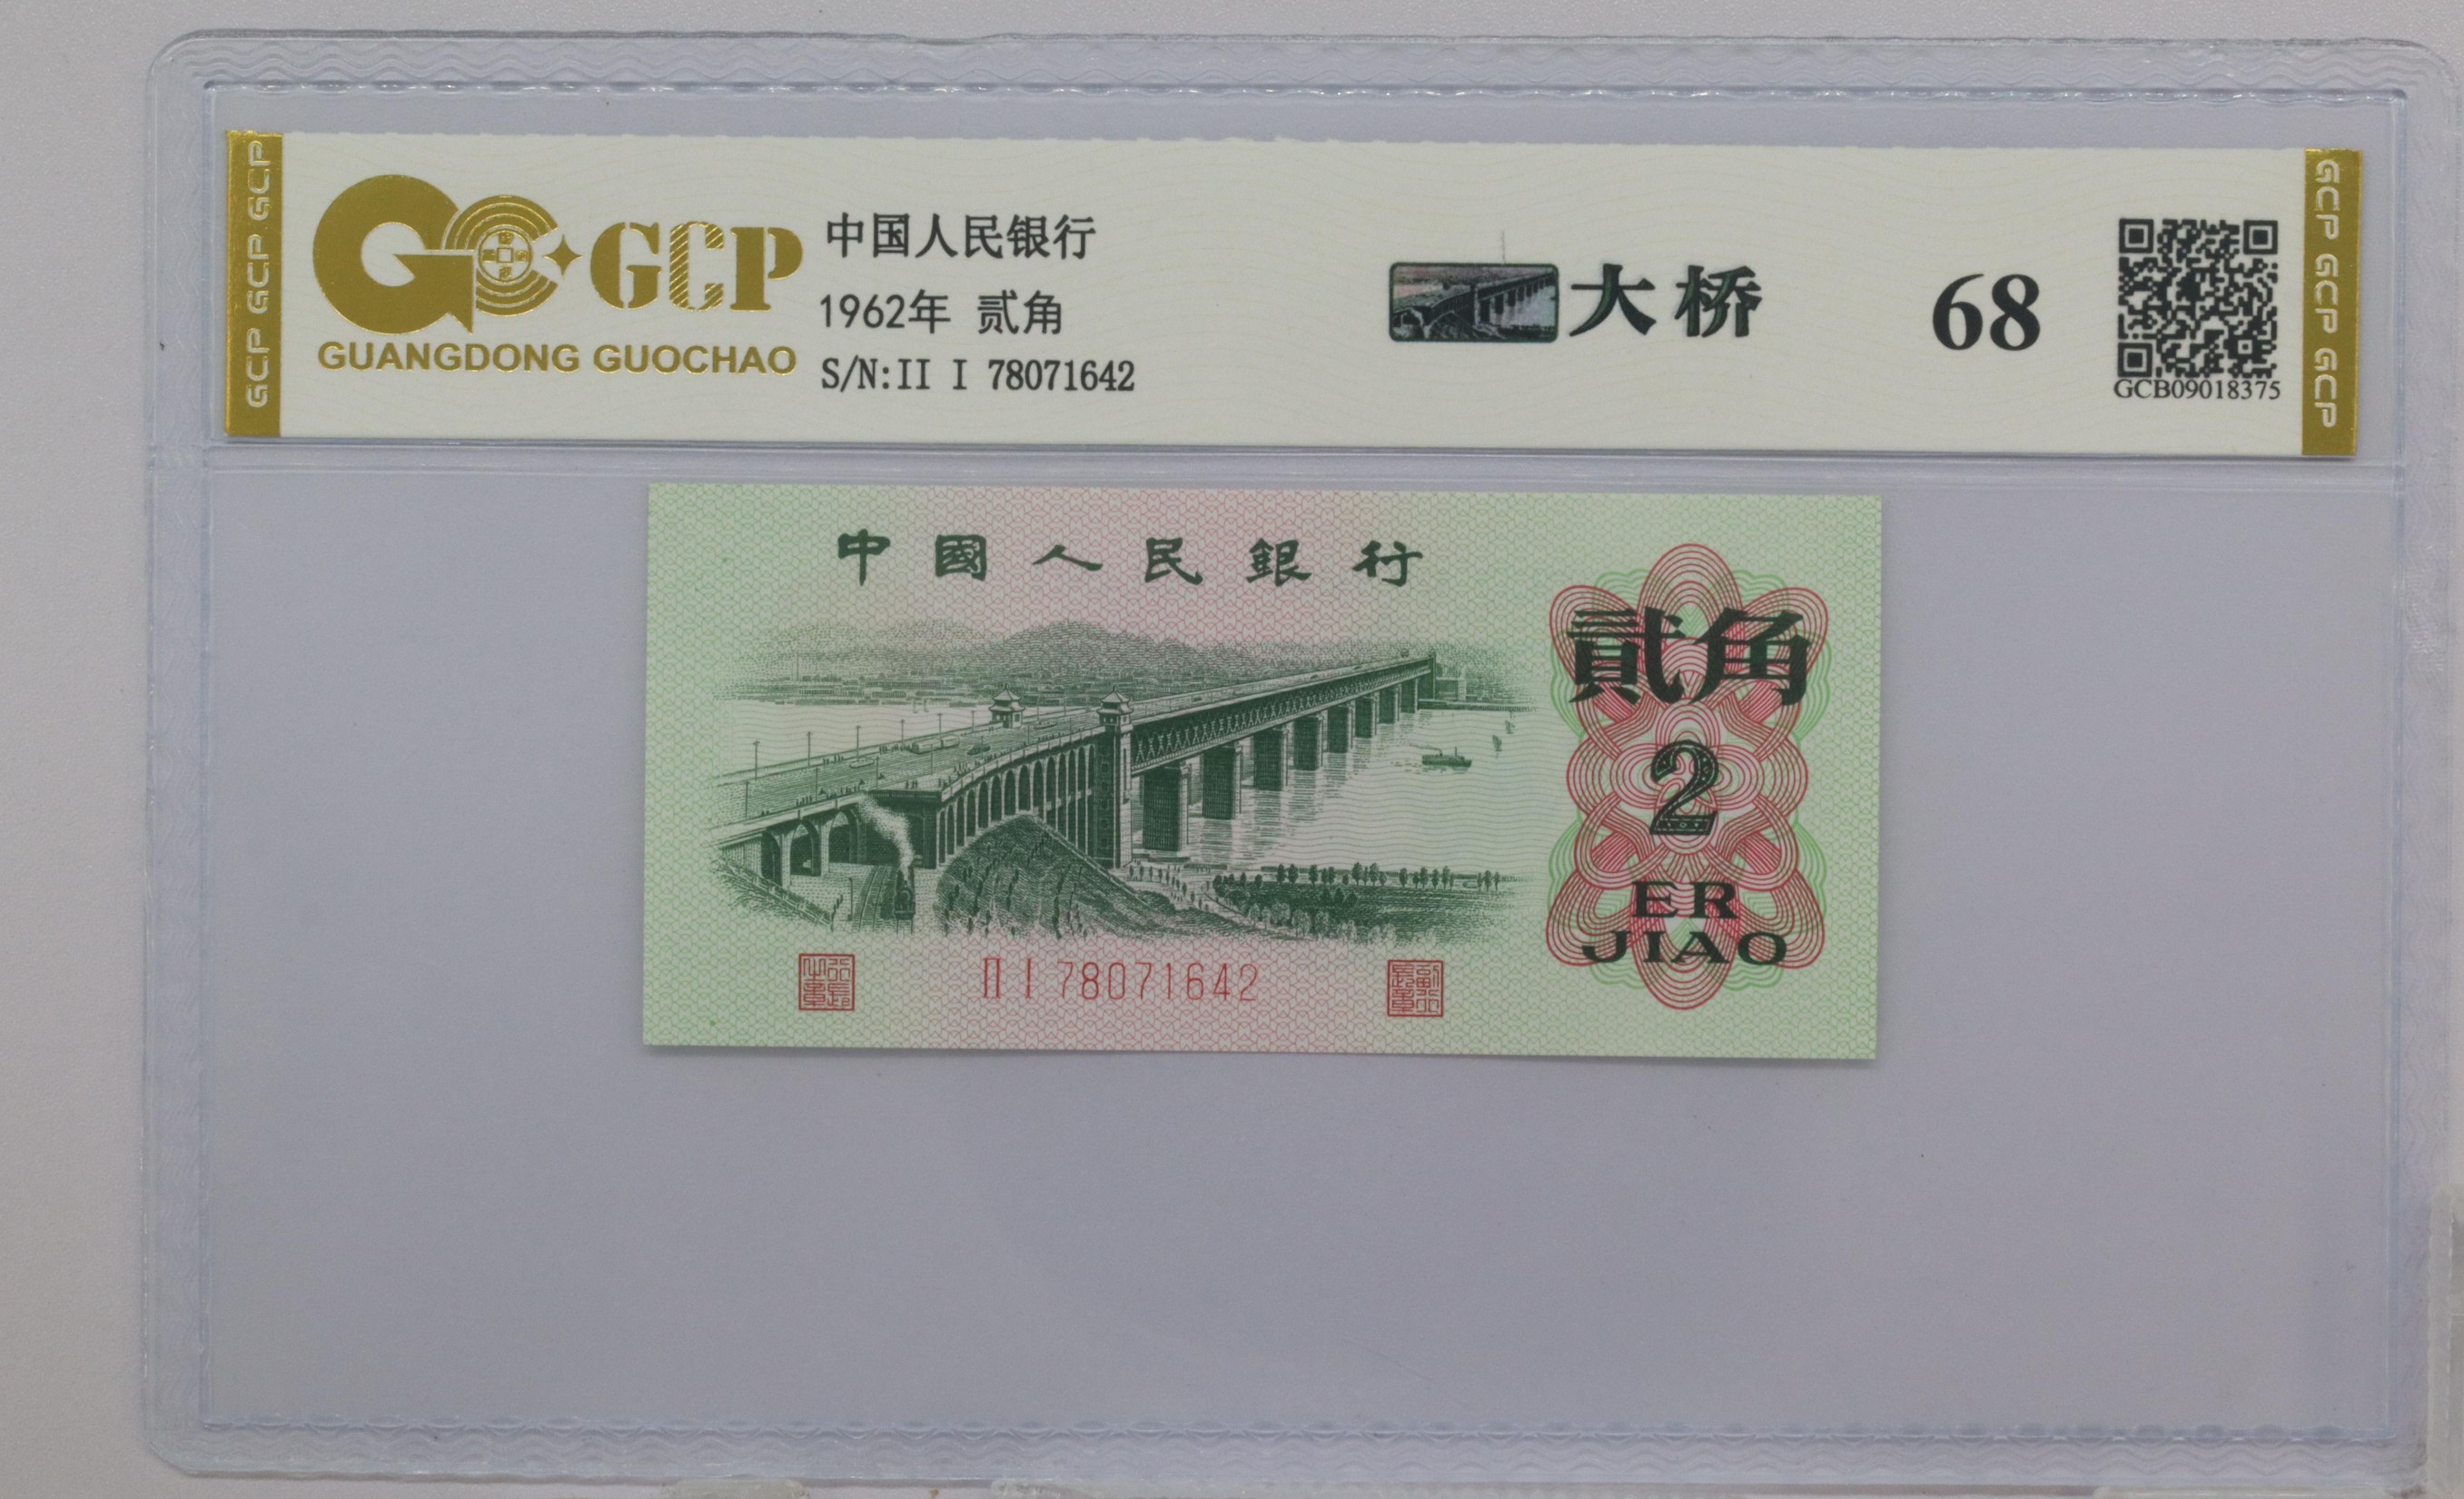 GCP GCP GCP
GCP
GUANGDONG GUOCHAO
中国人民银行
1962年 贰角
S/N:II I 78071642
大桥
68
GCB09018375
GCP GCP GCP
中國人民銀行
貳角
2
ER
JIAO
II I 78071642